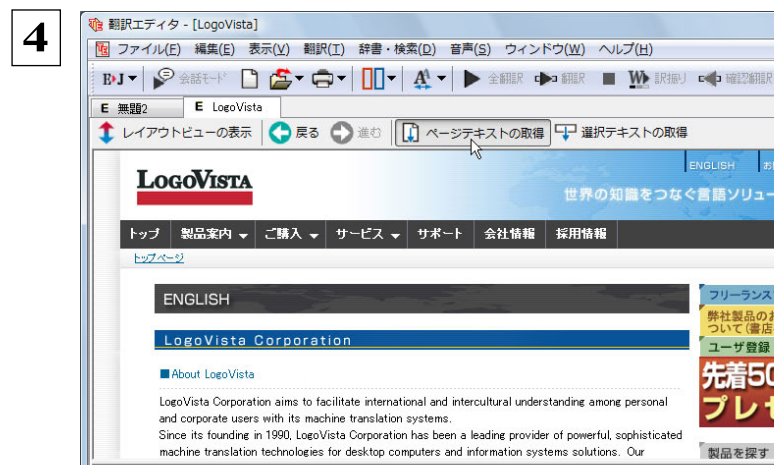 4
翻訳エディタ - [LogoVista]
ファイル(F) 編集(E) 表示(V) 翻訳(T) 辞書・検索(D) 音声(S) ウィンドウ(W) ヘルプ(H)
E›J 会話モード 全翻訳 翻訳 訳振り 確認翻訳
E 無題2 E LogoVista
レイアウトビューの表示 戻る 進む ページテキストの取得 選択テキストの取得
ENGLISH
LOGOVISTA
世界の知識をつなぐ言語ソリュー
トップ 製品案内 ご購入 サービス サポート 会社情報 採用情報
トップページ
ENGLISH
フリーランス
弊社製品のお
ついて(書店
LogoVista Corporation
ユーザ登録
先着50
プレゼ
■About LogoVista
LogoVista Corporation aims to facilitate international and intercultural understanding among personal
and corporate users with its machine translation systems.
Since its founding in 1990, LogoVista Corporation has been a leading provider of powerful, sophisticated
machine translation technologies for desktop computers and information systems solutions. Our
製品を探す